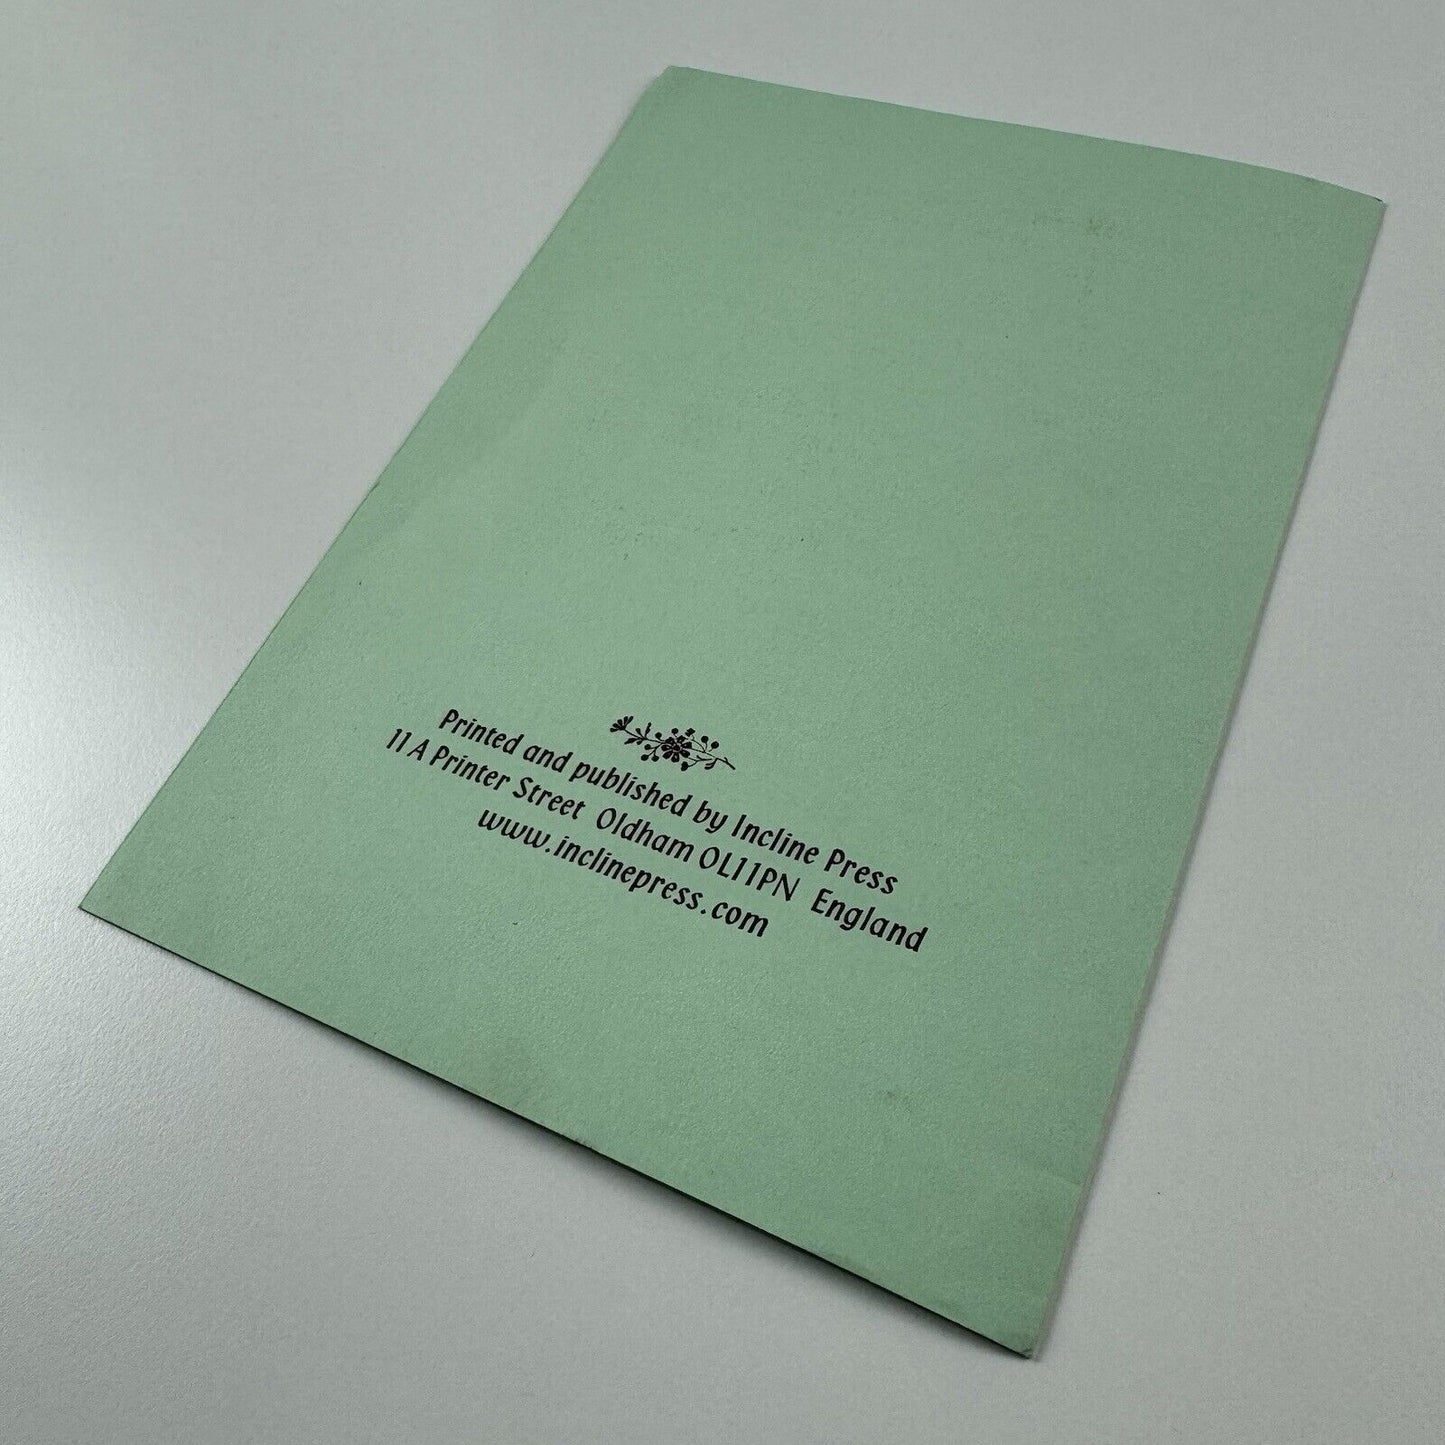 Printed and published by Incline Press
11 A Printer Street Oldham OL11PN England
www.inclinepress.com